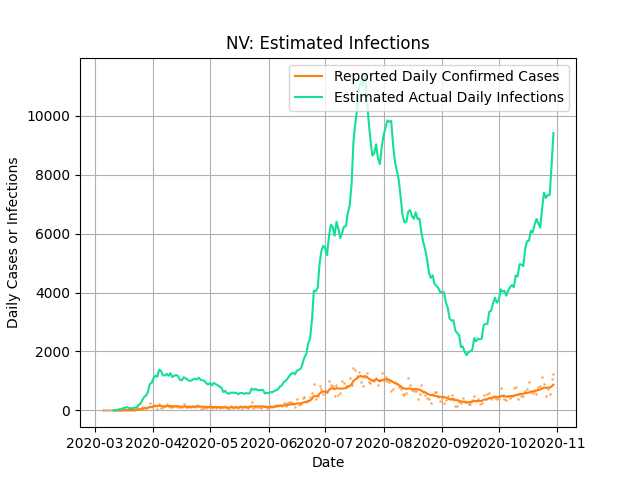 NV: Estimated Infections
Reported Daily Confirmed Cases
Estimated Actual Daily Infections
Daily Cases or Infections
10000
8000
6000
4000
2000
0
2020-03 2020-04 2020-05 2020-06 2020-07 2020-08 2020-09 2020-10 2020-11
Date